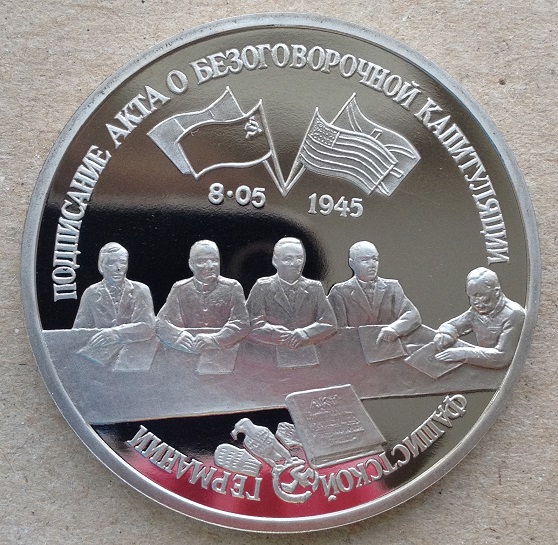 ПОДПИСАНИЕ АКТА О БЕЗОГОВОРОЧНОЙ КАПИТУЛЯЦИИ
ФАШИСТСКОЙ ГЕРМАНИИ
8·05 1945
АКТ